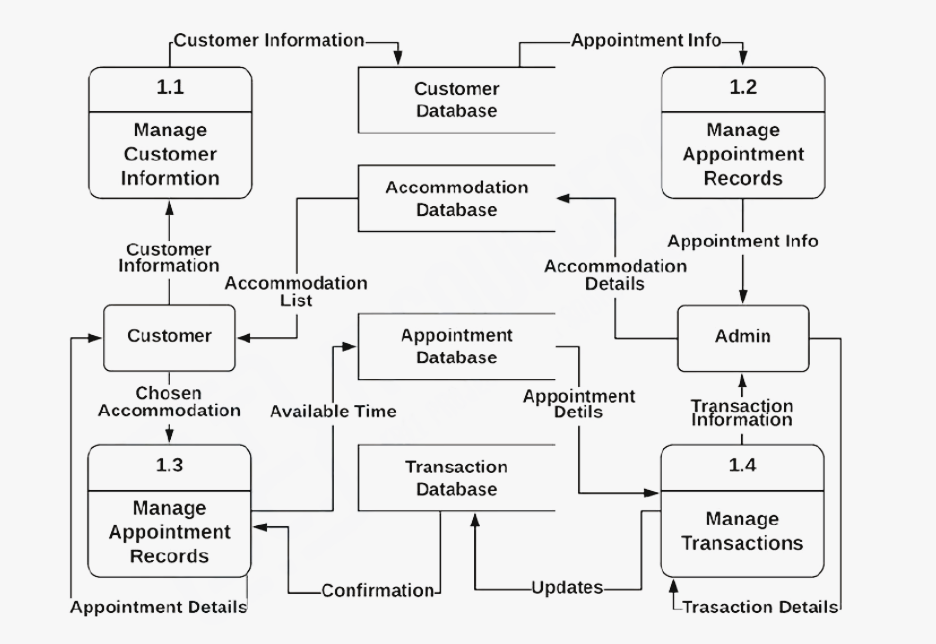 Customer Information
Appointment Info
1.1
Customer
Database
1.2
Manage
Customer
Informtion
Manage
Appointment
Records
Accommodation
Database
Customer
Information
Accommodation
List
Accommodation
Details
Appointment Info
Customer
Appointment
Database
Admin
Chosen
Accommodation
Available Time
Appointment
Detils
Transaction
Information
1.3
Transaction
Database
1.4
Manage
Appointment
Records
Manage
Transactions
Confirmation
Updates
Appointment Details
Trasaction Details